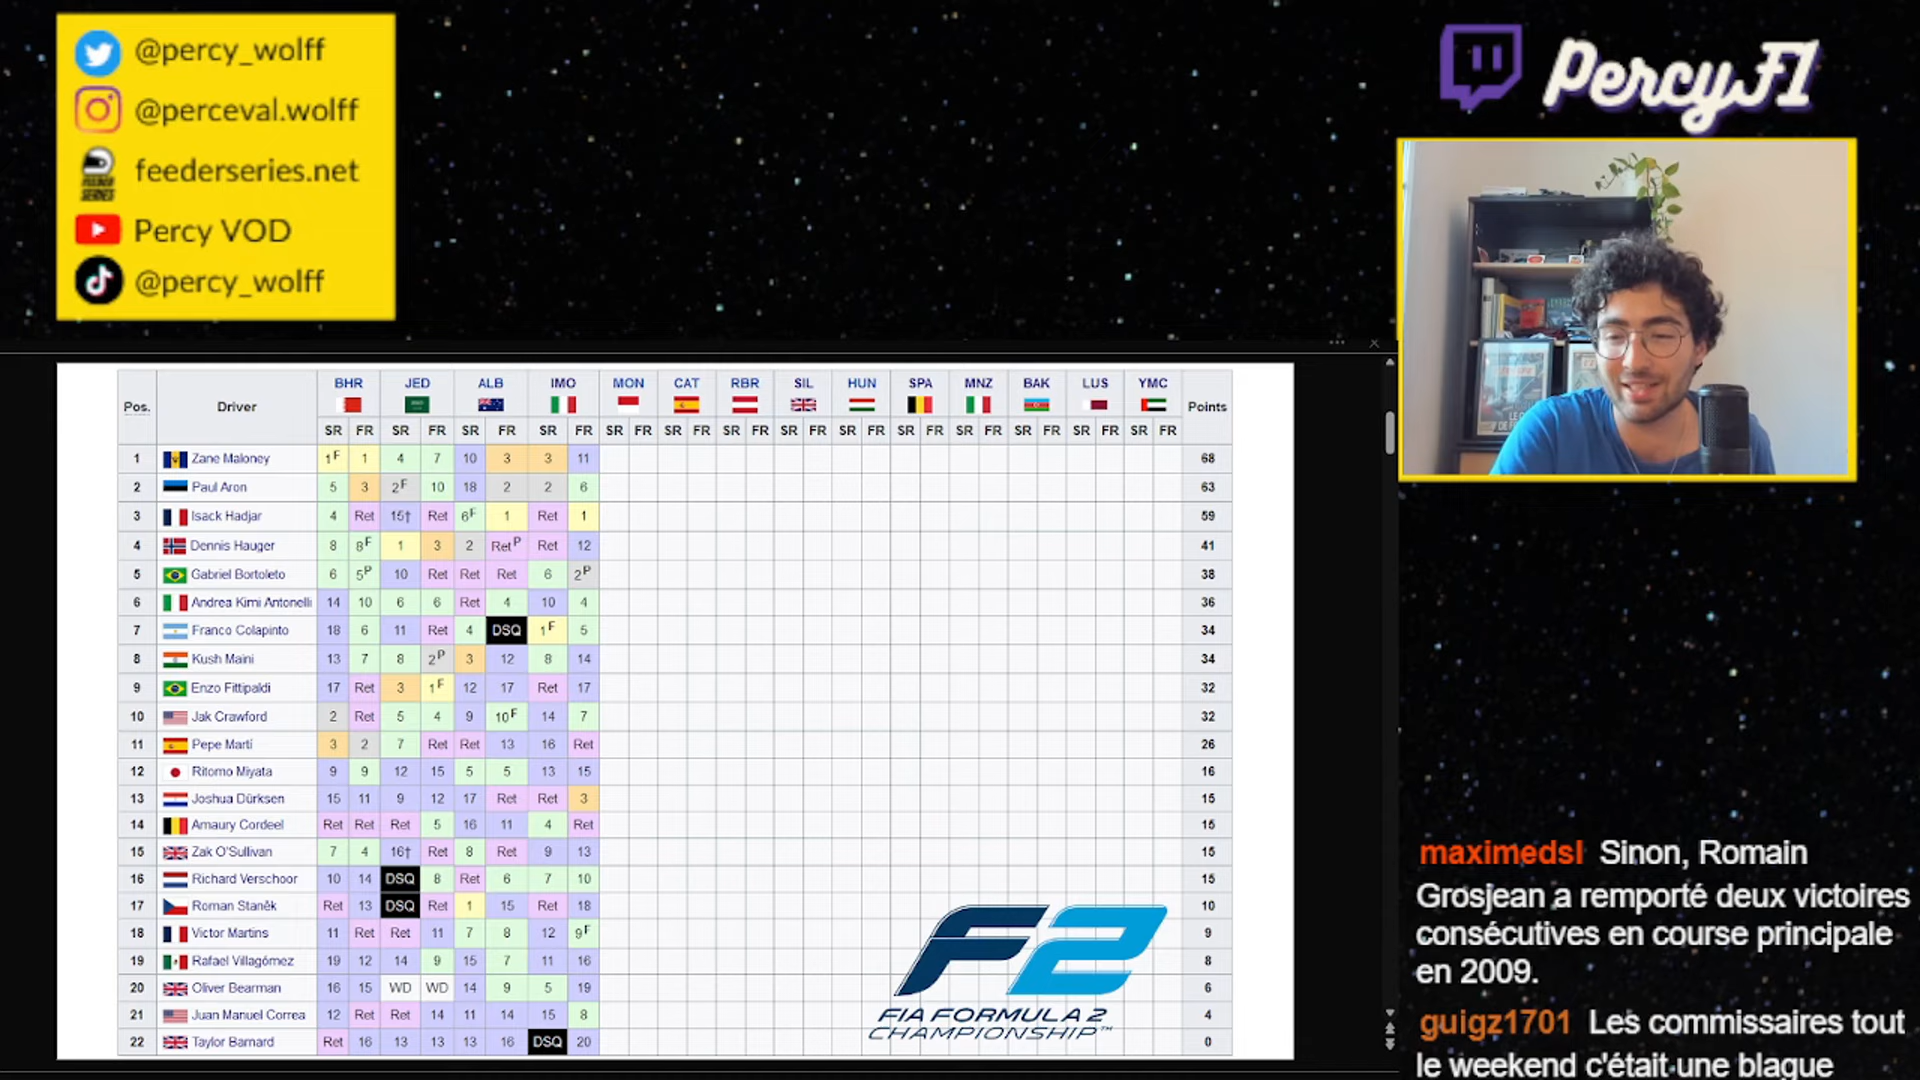 @percy_wolff
@perceval.wolff
feederseries.net
Percy VOD
@percy_wolff
PercyF1
Pos. Driver BHR JED ALB IMO MON CAT RBR SIL HUN SPA MNZ BAK LUS YMC Points
SR FR SR FR SR FR SR FR SR FR SR FR SR FR SR FR SR FR SR FR SR FR SR FR SR FR SR FR
1 Zane Maloney 1F 1 4 7 10 3 3 11 68
2 Paul Aron 5 3 2F 10 18 2 2 6 63
3 Isack Hadjar 4 Ret 15† Ret 6F 1 Ret 1 59
4 Dennis Hauger 8 8F 1 3 2 RetP Ret 12 41
5 Gabriel Bortoleto 6 5P 10 Ret Ret Ret 6 2P 38
6 Andrea Kimi Antonelli 14 10 6 6 Ret 4 10 4 36
7 Franco Colapinto 18 6 11 Ret 4 DSQ 1F 5 34
8 Kush Maini 13 7 8 2P 3 12 8 14 34
9 Enzo Fittipaldi 17 Ret 3 1F 12 17 Ret 17 32
10 Jak Crawford 2 Ret 5 4 9 10F 14 7 32
11 Pepe Martí 3 2 7 Ret Ret 13 16 Ret 26
12 Ritomo Miyata 9 9 12 15 5 5 13 15 16
13 Joshua Dürksen 15 11 9 12 17 Ret Ret 3 15
14 Amaury Cordeel Ret Ret Ret 5 16 11 4 Ret 15
15 Zak O'Sullivan 7 4 16† Ret 8 Ret 9 13 15
16 Richard Verschoor 10 14 DSQ 8 Ret 6 7 10 15
17 Roman Staněk Ret 13 DSQ Ret 1 15 Ret 18 10
18 Victor Martins 11 Ret Ret 11 7 8 12 9F 9
19 Rafael Villagómez 19 12 14 9 15 7 11 16 8
20 Oliver Bearman 16 15 WD WD 14 9 5 19 6
21 Juan Manuel Correa 12 Ret Ret 14 11 14 15 8 4
22 Taylor Barnard Ret 16 13 13 13 16 DSQ 20 0
F2
FIA FORMULA 2
CHAMPIONSHIP™
maximedsl Sinon, Romain
Grosjean a remporté deux victoires
consécutives en course principale
en 2009.
guigz1701 Les commissaires tout
le weekend c'était une blague